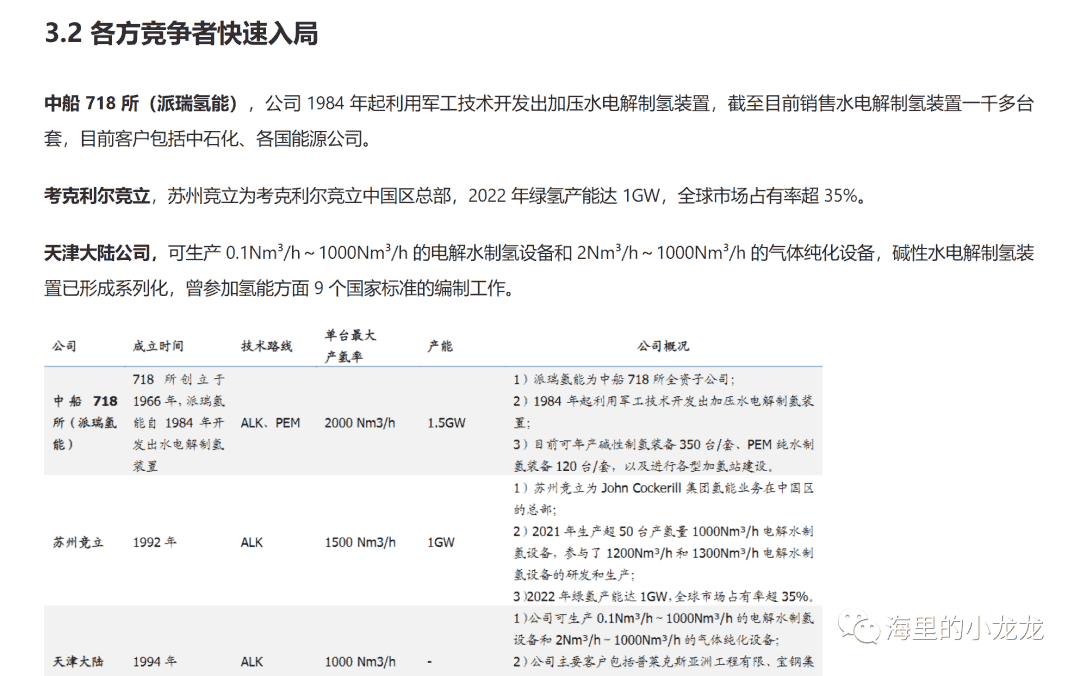 3.2 各方竞争者快速入局
中船 718 所（派瑞氢能），公司 1984 年起利用军工技术开发出加压水电解制氢装置，截至目前销售水电解制氢装置一千多台
套，目前客户包括中石化、各国能源公司。
考克利尔竞立，苏州竞立为考克利尔竞立中国区总部，2022 年绿氢产能达 1GW，全球市场占有率超 35%。
天津大陆公司，可生产 0.1Nm³/h～1000Nm³/h 的电解水制氢设备和 2Nm³/h～1000Nm³/h 的气体纯化设备，碱性水电解制氢装
置已形成系列化，曾参加氢能方面 9 个国家标准的编制工作。
公司 成立时间 技术路线 单台最大 产能 公司概况
产氢率
中船 718
所（派瑞氢
能）
718 所创立于
1966 年，派瑞氢
能自 1984 年开
发出水电解制氢
装置
ALK、PEM
2000 Nm3/h
1.5GW
1）派瑞氢能为中船 718 所全资子公司；
2）1984 年起利用军工技术开发出加压水电解制氢装
置；
3）目前可年产碱性制氢装备 350 台/套、PEM 纯水制
氢装备 120 台/套，以及进行各型加氢站建设。
苏州竞立
1992 年
ALK
1500 Nm3/h
1GW
1）苏州竞立为 John Cockerill 集团氢能业务在中国区
的总部；
2）2021 年生产超 50 台产氢量 1000Nm³/h 电解水制
氢设备，参与了 1200Nm³/h 和 1300Nm³/h 电解水制
氢设备的研发和生产；
3）2022 年绿氢产能达 1GW，全球市场占有率超 35%。
天津大陆
1994 年
ALK
1000 Nm3/h
-
1）公司可生产 0.1Nm³/h～1000Nm³/h 的电解水制氢
设备和 2Nm³/h～1000Nm³/h 的气体纯化设备；
2）公司主要客户包括普莱克斯亚洲工程有限、宝钢集
海里的小龙龙